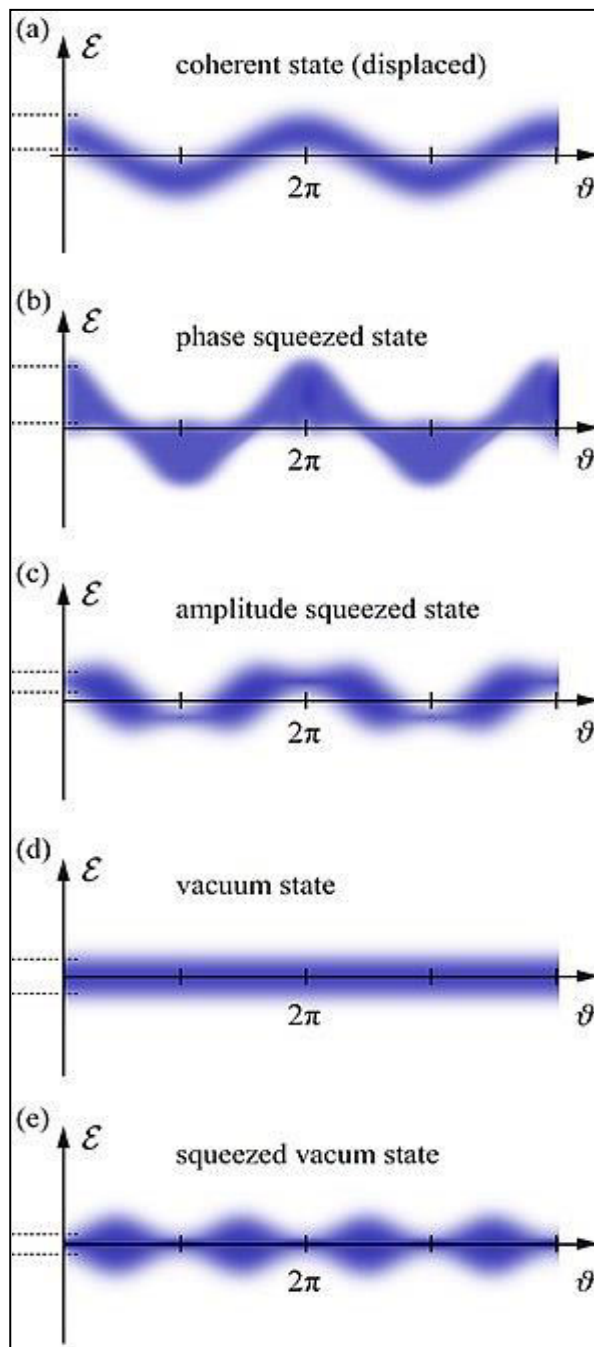 (a)
ℰ
coherent state (displaced)
2π
ϑ
(b)
ℰ
phase squeezed state
2π
ϑ
(c)
ℰ
amplitude squeezed state
2π
ϑ
(d)
ℰ
vacuum state
2π
ϑ
(e)
ℰ
squeezed vacum state
2π
ϑ